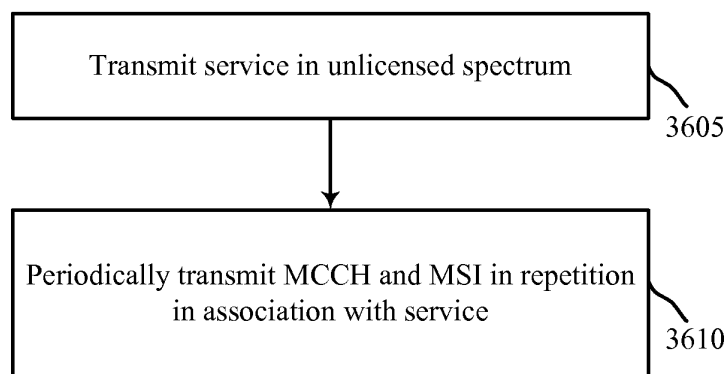 Transmit service in unlicensed spectrum
3605
Periodically transmit MCCH and MSI in repetition
in association with service
3610